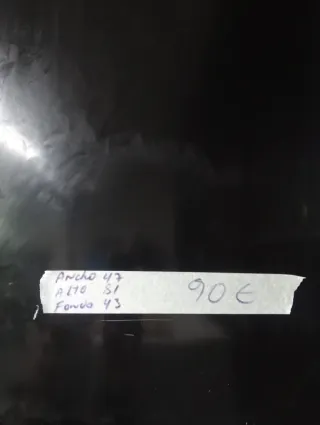 Ancho 47
Alto 81
Fondo 43
90 €